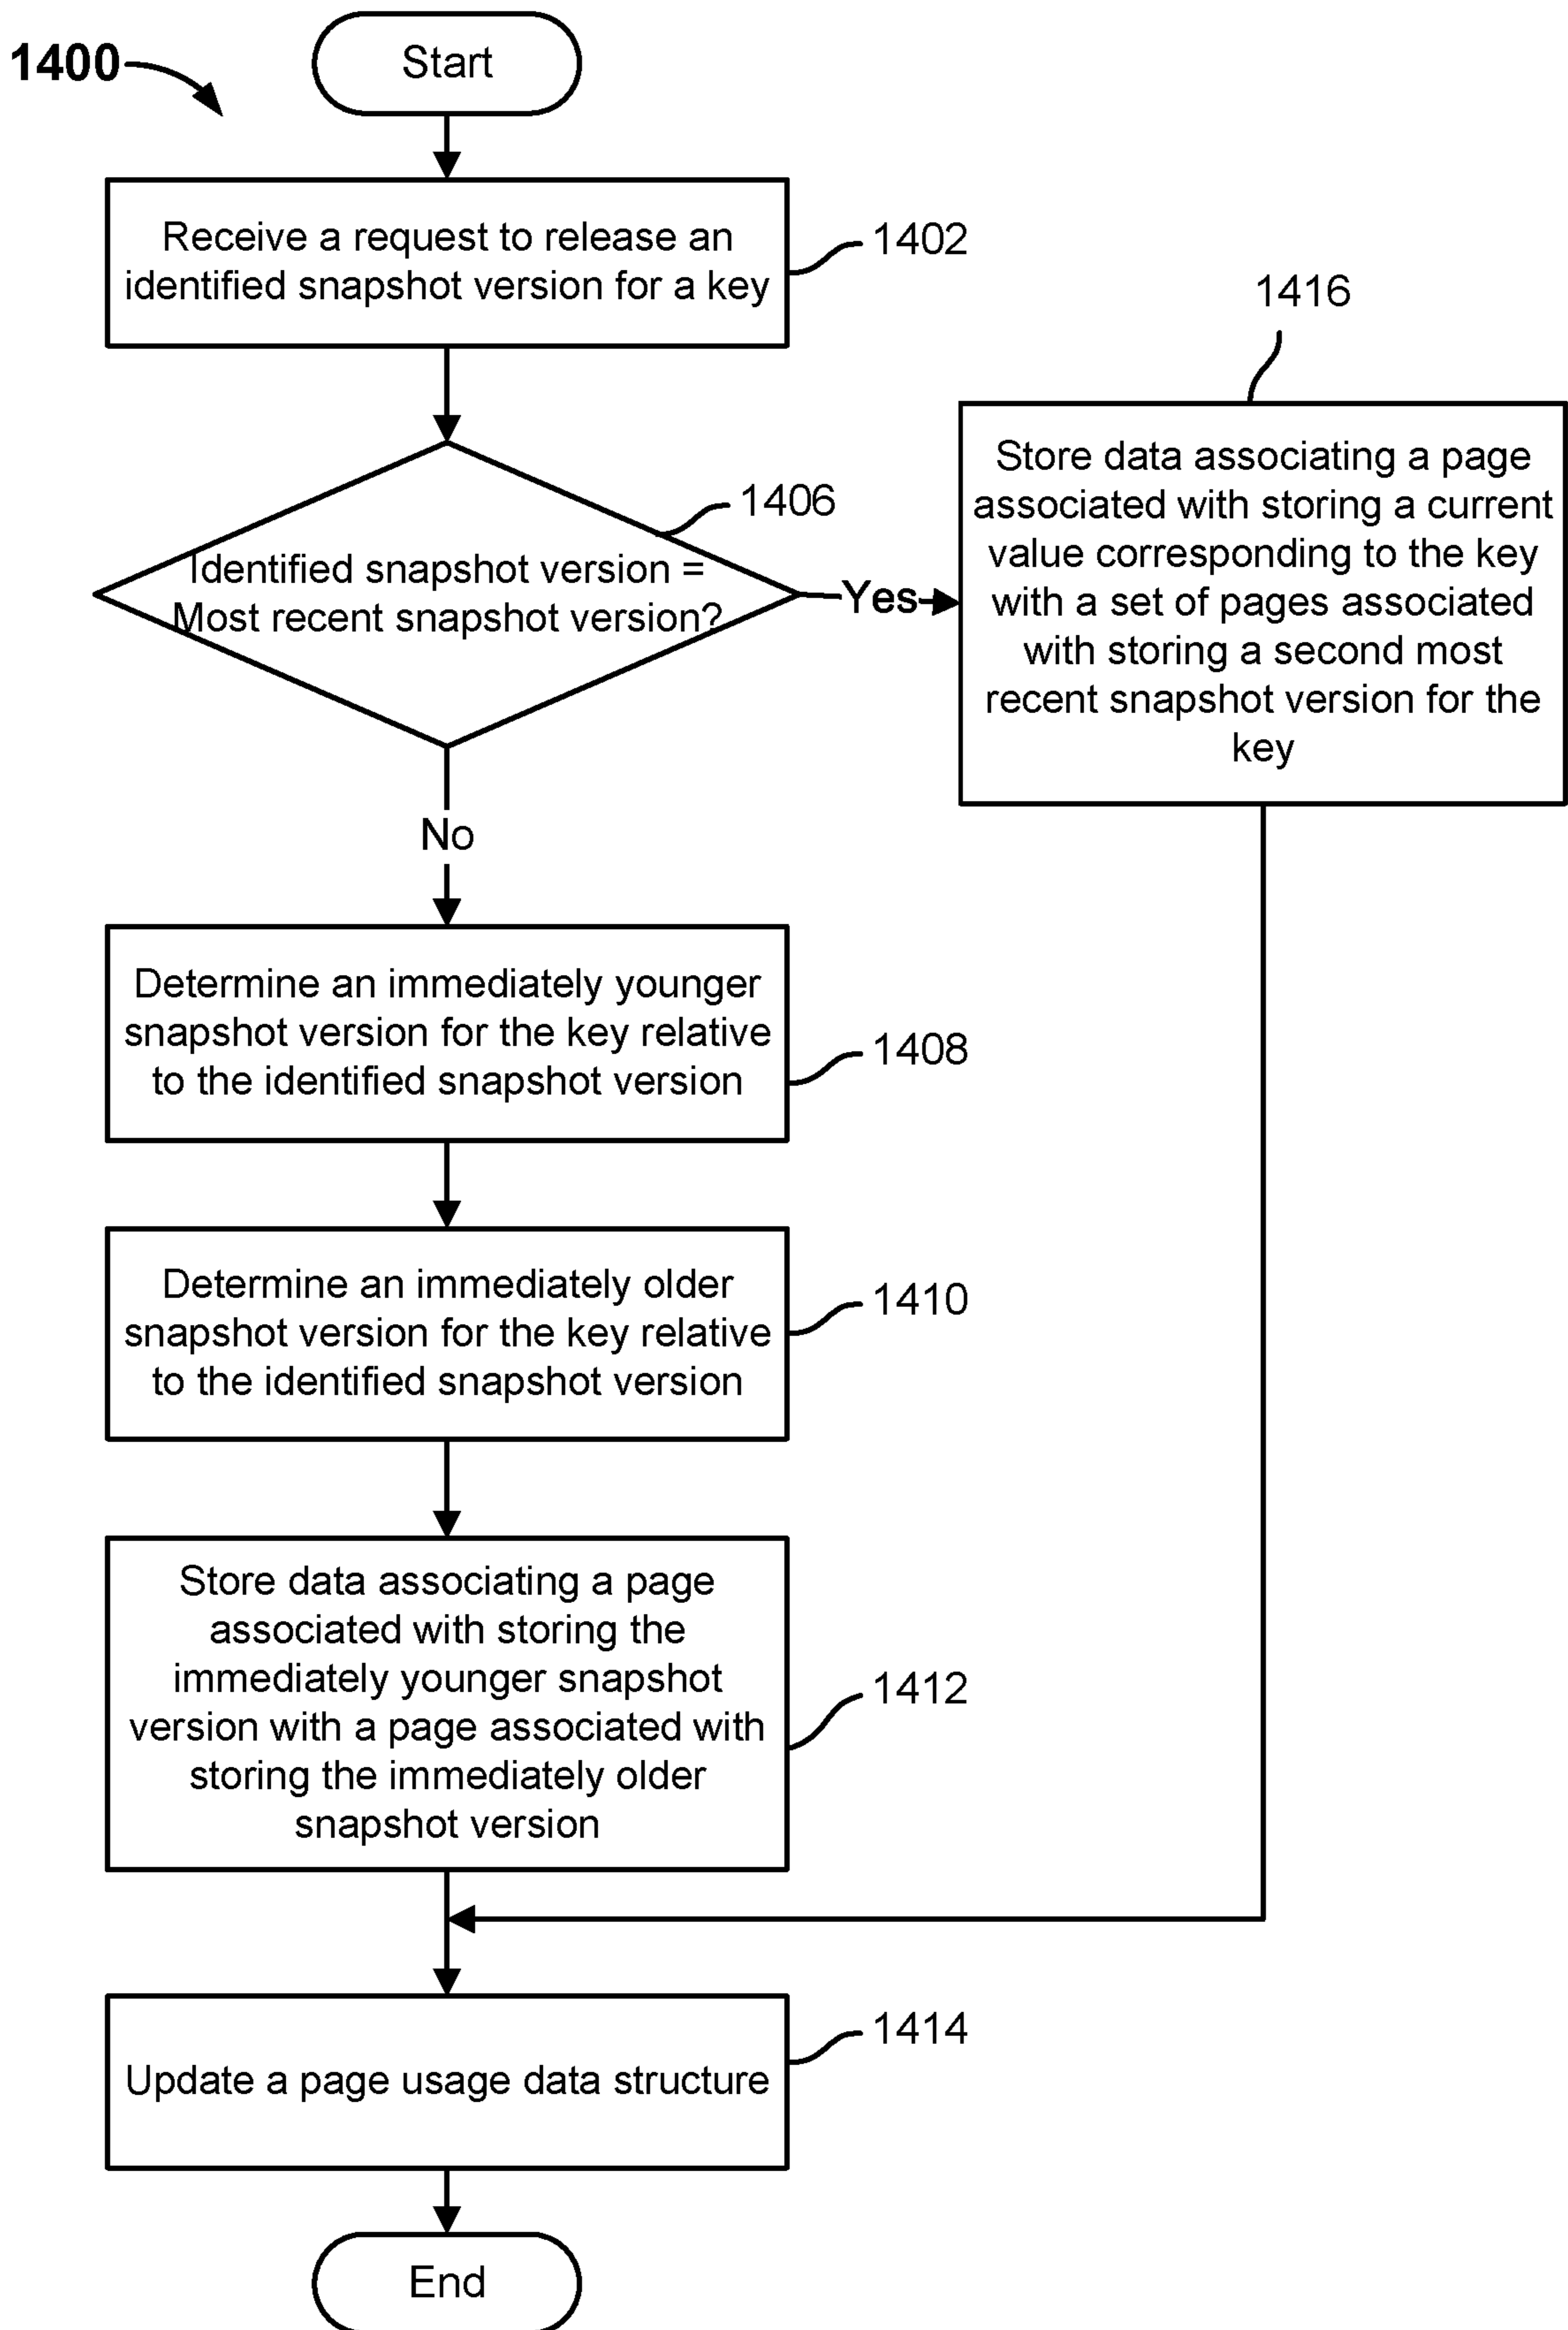 1400
Start
Receive a request to release an
identified snapshot version for a key
1402
Identified snapshot version =
Most recent snapshot version?
1406
Yes
1416
Store data associating a page
associated with storing a current
value corresponding to the key
with a set of pages associated
with storing a second most
recent snapshot version for the
key
No
Determine an immediately younger
snapshot version for the key relative
to the identified snapshot version
1408
Determine an immediately older
snapshot version for the key relative
to the identified snapshot version
1410
Store data associating a page
associated with storing the
immediately younger snapshot
version with a page associated with
storing the immediately older
snapshot version
1412
Update a page usage data structure
1414
End